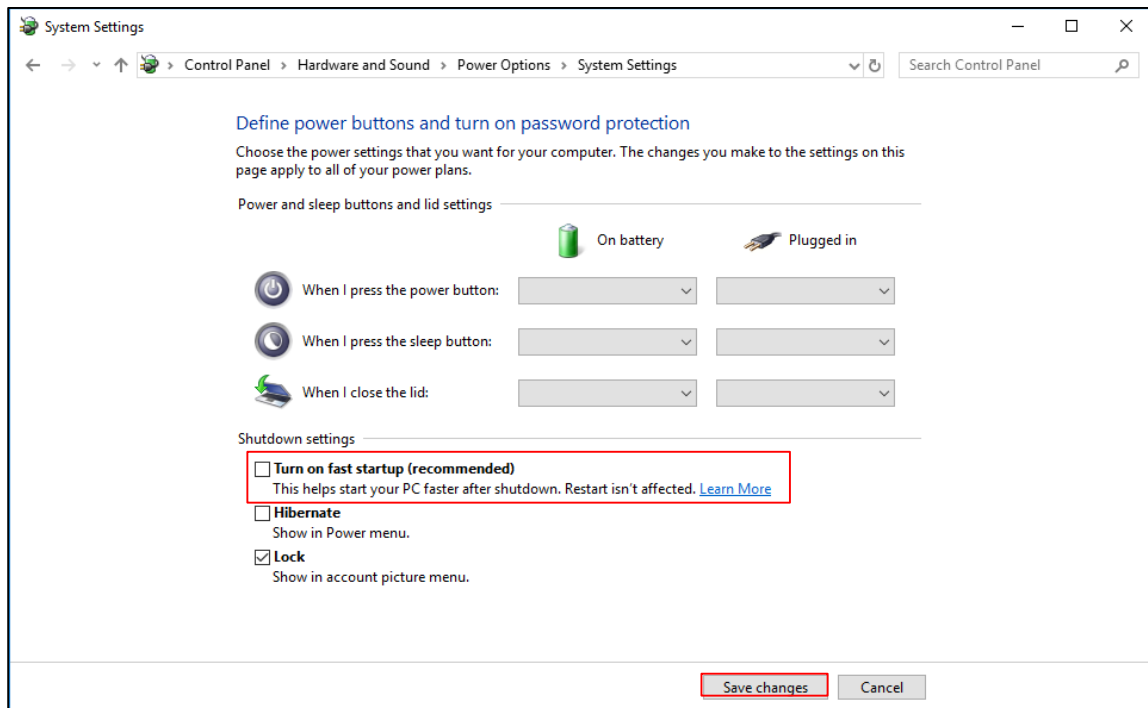 System Settings
Control Panel > Hardware and Sound > Power Options > System Settings
Search Control Panel
Define power buttons and turn on password protection
Choose the power settings that you want for your computer. The changes you make to the settings on this
page apply to all of your power plans.
Power and sleep buttons and lid settings
On battery
Plugged in
When I press the power button:
When I press the sleep button:
When I close the lid:
Shutdown settings
Turn on fast startup (recommended)
This helps start your PC faster after shutdown. Restart isn't affected. Learn More
Hibernate
Show in Power menu.
Lock
Show in account picture menu.
Save changes
Cancel